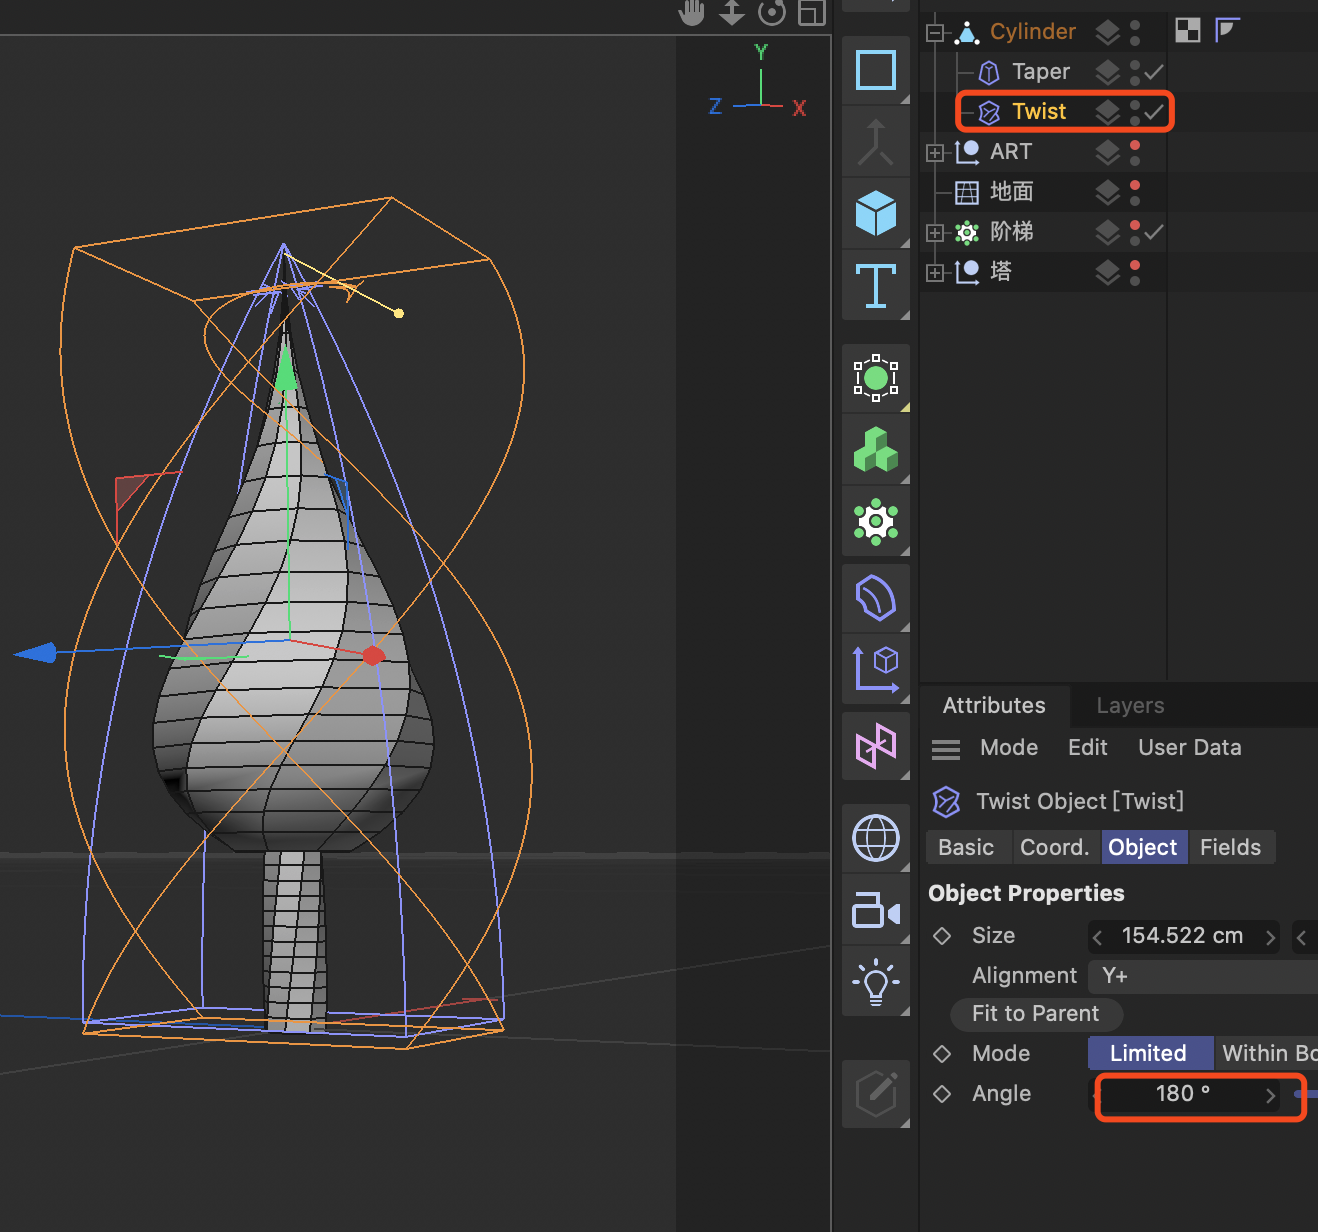 Y
Z
X
Cylinder
Taper
Twist
ART
地面
阶梯
塔
Attributes
Layers
Mode
Edit
User Data
Twist Object [Twist]
Basic
Coord.
Object
Fields
Object Properties
Size
154.522 cm
Alignment
Y+
Fit to Parent
Mode
Limited
Within Bo
Angle
180 °